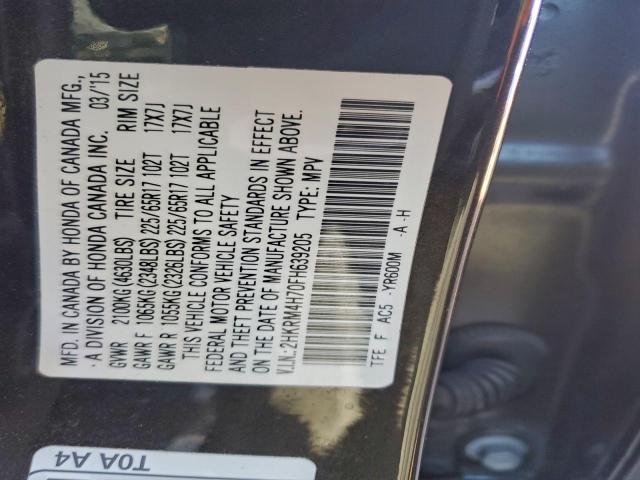 MFD. IN CANADA BY HONDA OF CANADA MFG.,
- A DIVISION OF HONDA CANADA INC. 03/15
GVWR 2100KG(4630LBS) TIRE SIZE RIM SIZE
GAWR F 1065KG(2348LBS) 225/65R17 102T 17X7J
GAWR R 1055KG(2326LBS) 225/65R17 102T 17X7J
THIS VEHICLE CONFORMS TO ALL APPLICABLE
FEDERAL MOTOR VEHICLE SAFETY
AND THEFT PREVENTION STANDARDS IN EFFECT
ON THE DATE OF MANUFACTURE SHOWN ABOVE.
V.I.N.:2HKRM4H70FH639205 TYPE: MPV
TFE F AC5 -YR600M -A -H
T0A A4